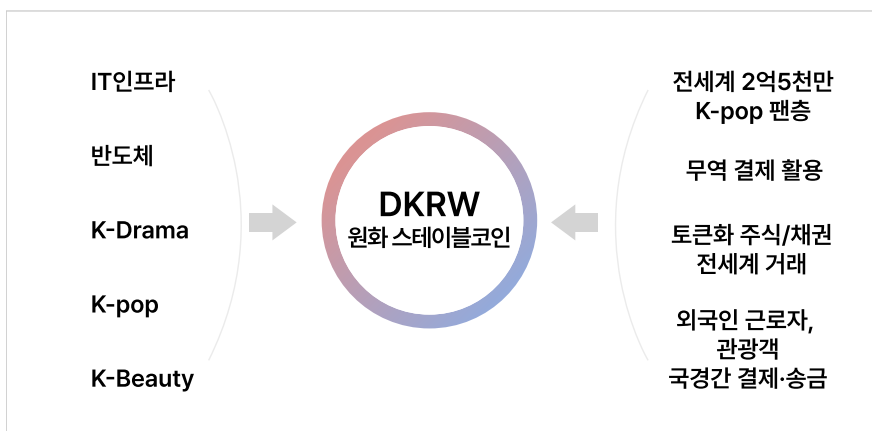 IT인프라
반도체
K-Drama
K-pop
K-Beauty
DKRW
원화 스테이블코인
전세계 2억5천만
K-pop 팬층
무역 결제 활용
토큰화 주식/채권
전세계 거래
외국인 근로자,
관광객
국경간 결제·송금